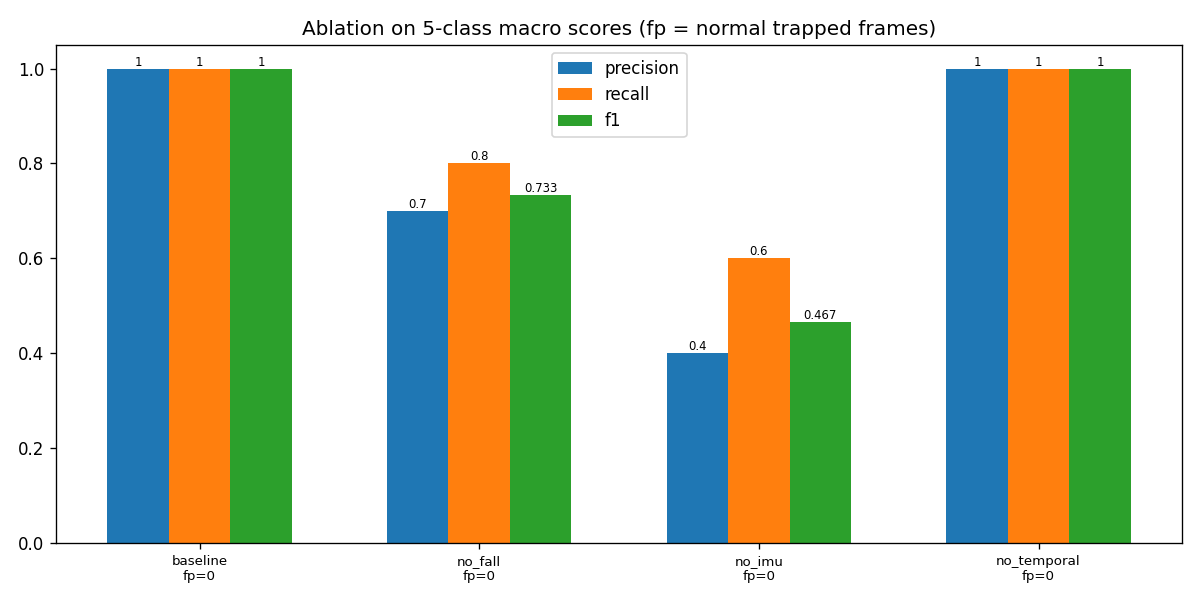 Ablation on 5-class macro scores (fp = normal trapped frames)
precision
recall
f1
1.0
0.8
0.6
0.4
0.2
0.0
1 1 1
0.7 0.8 0.733
0.4 0.6 0.467
1 1 1
baseline
fp=0
no_fall
fp=0
no_imu
fp=0
no_temporal
fp=0